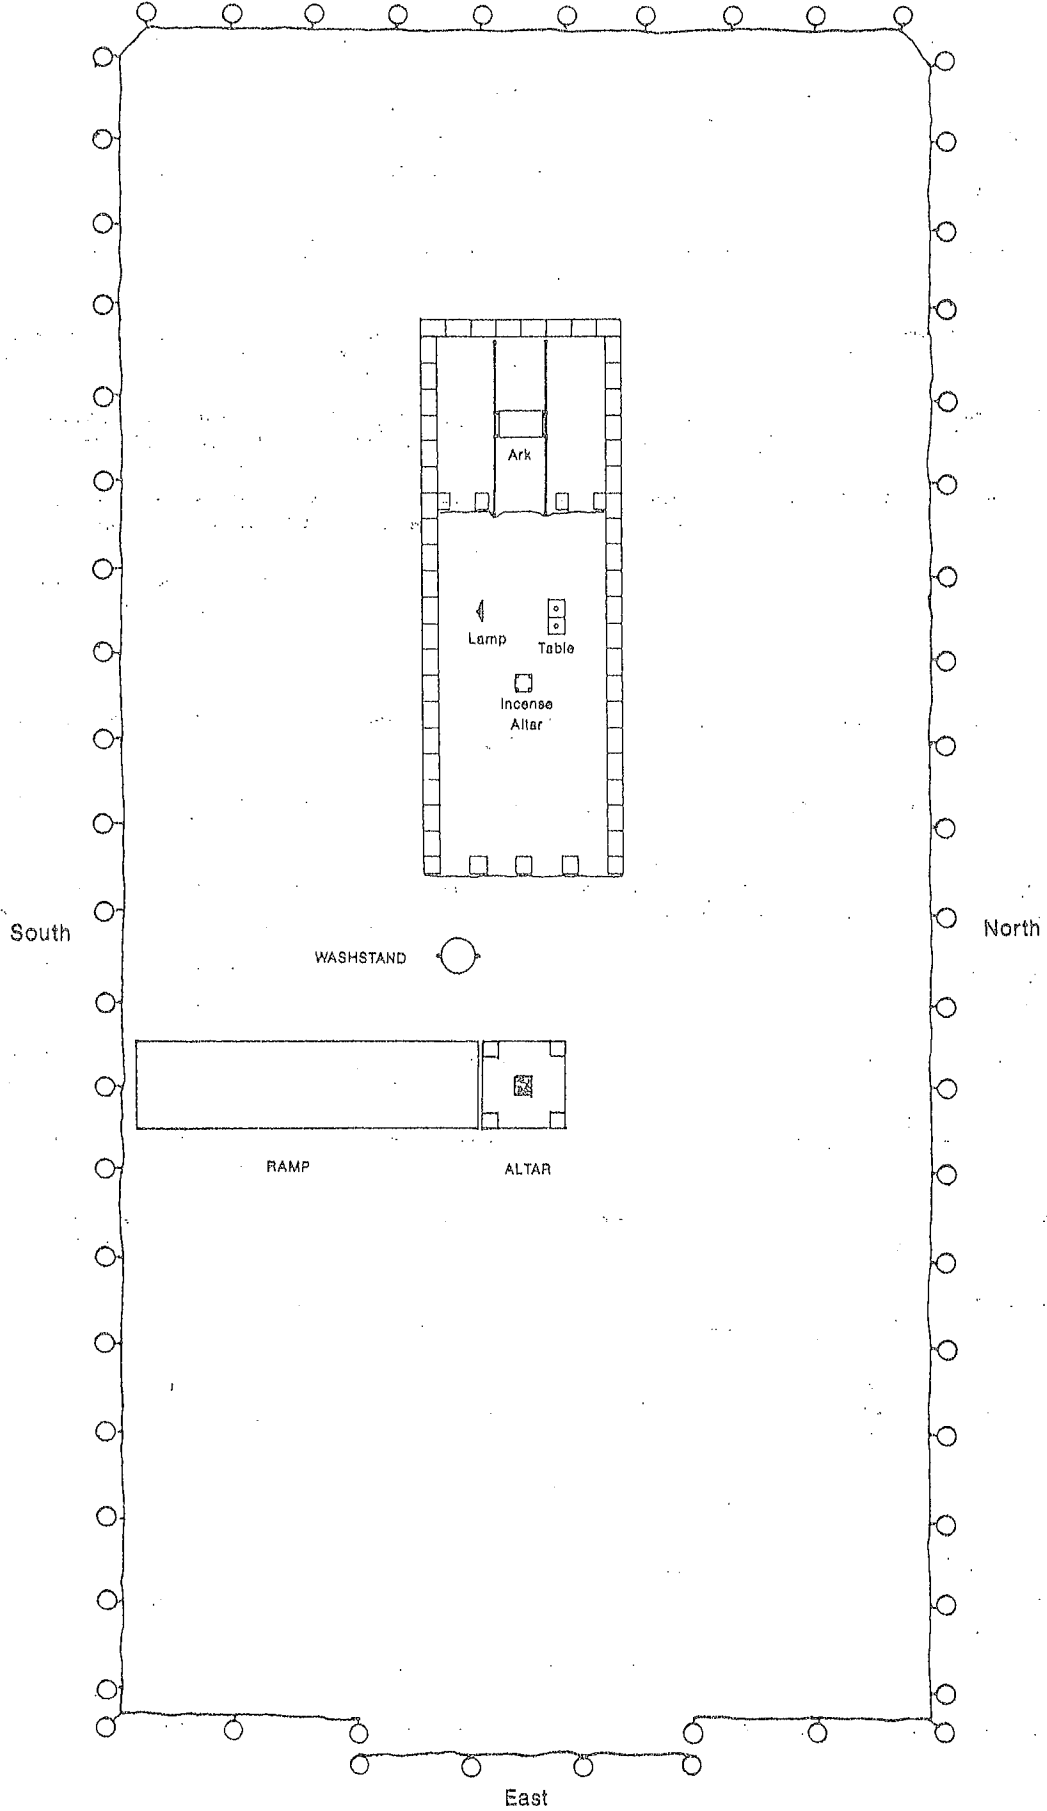 Ark
Lamp
Table
Incense
Altar
South
North
WASHSTAND
RAMP
ALTAR
East